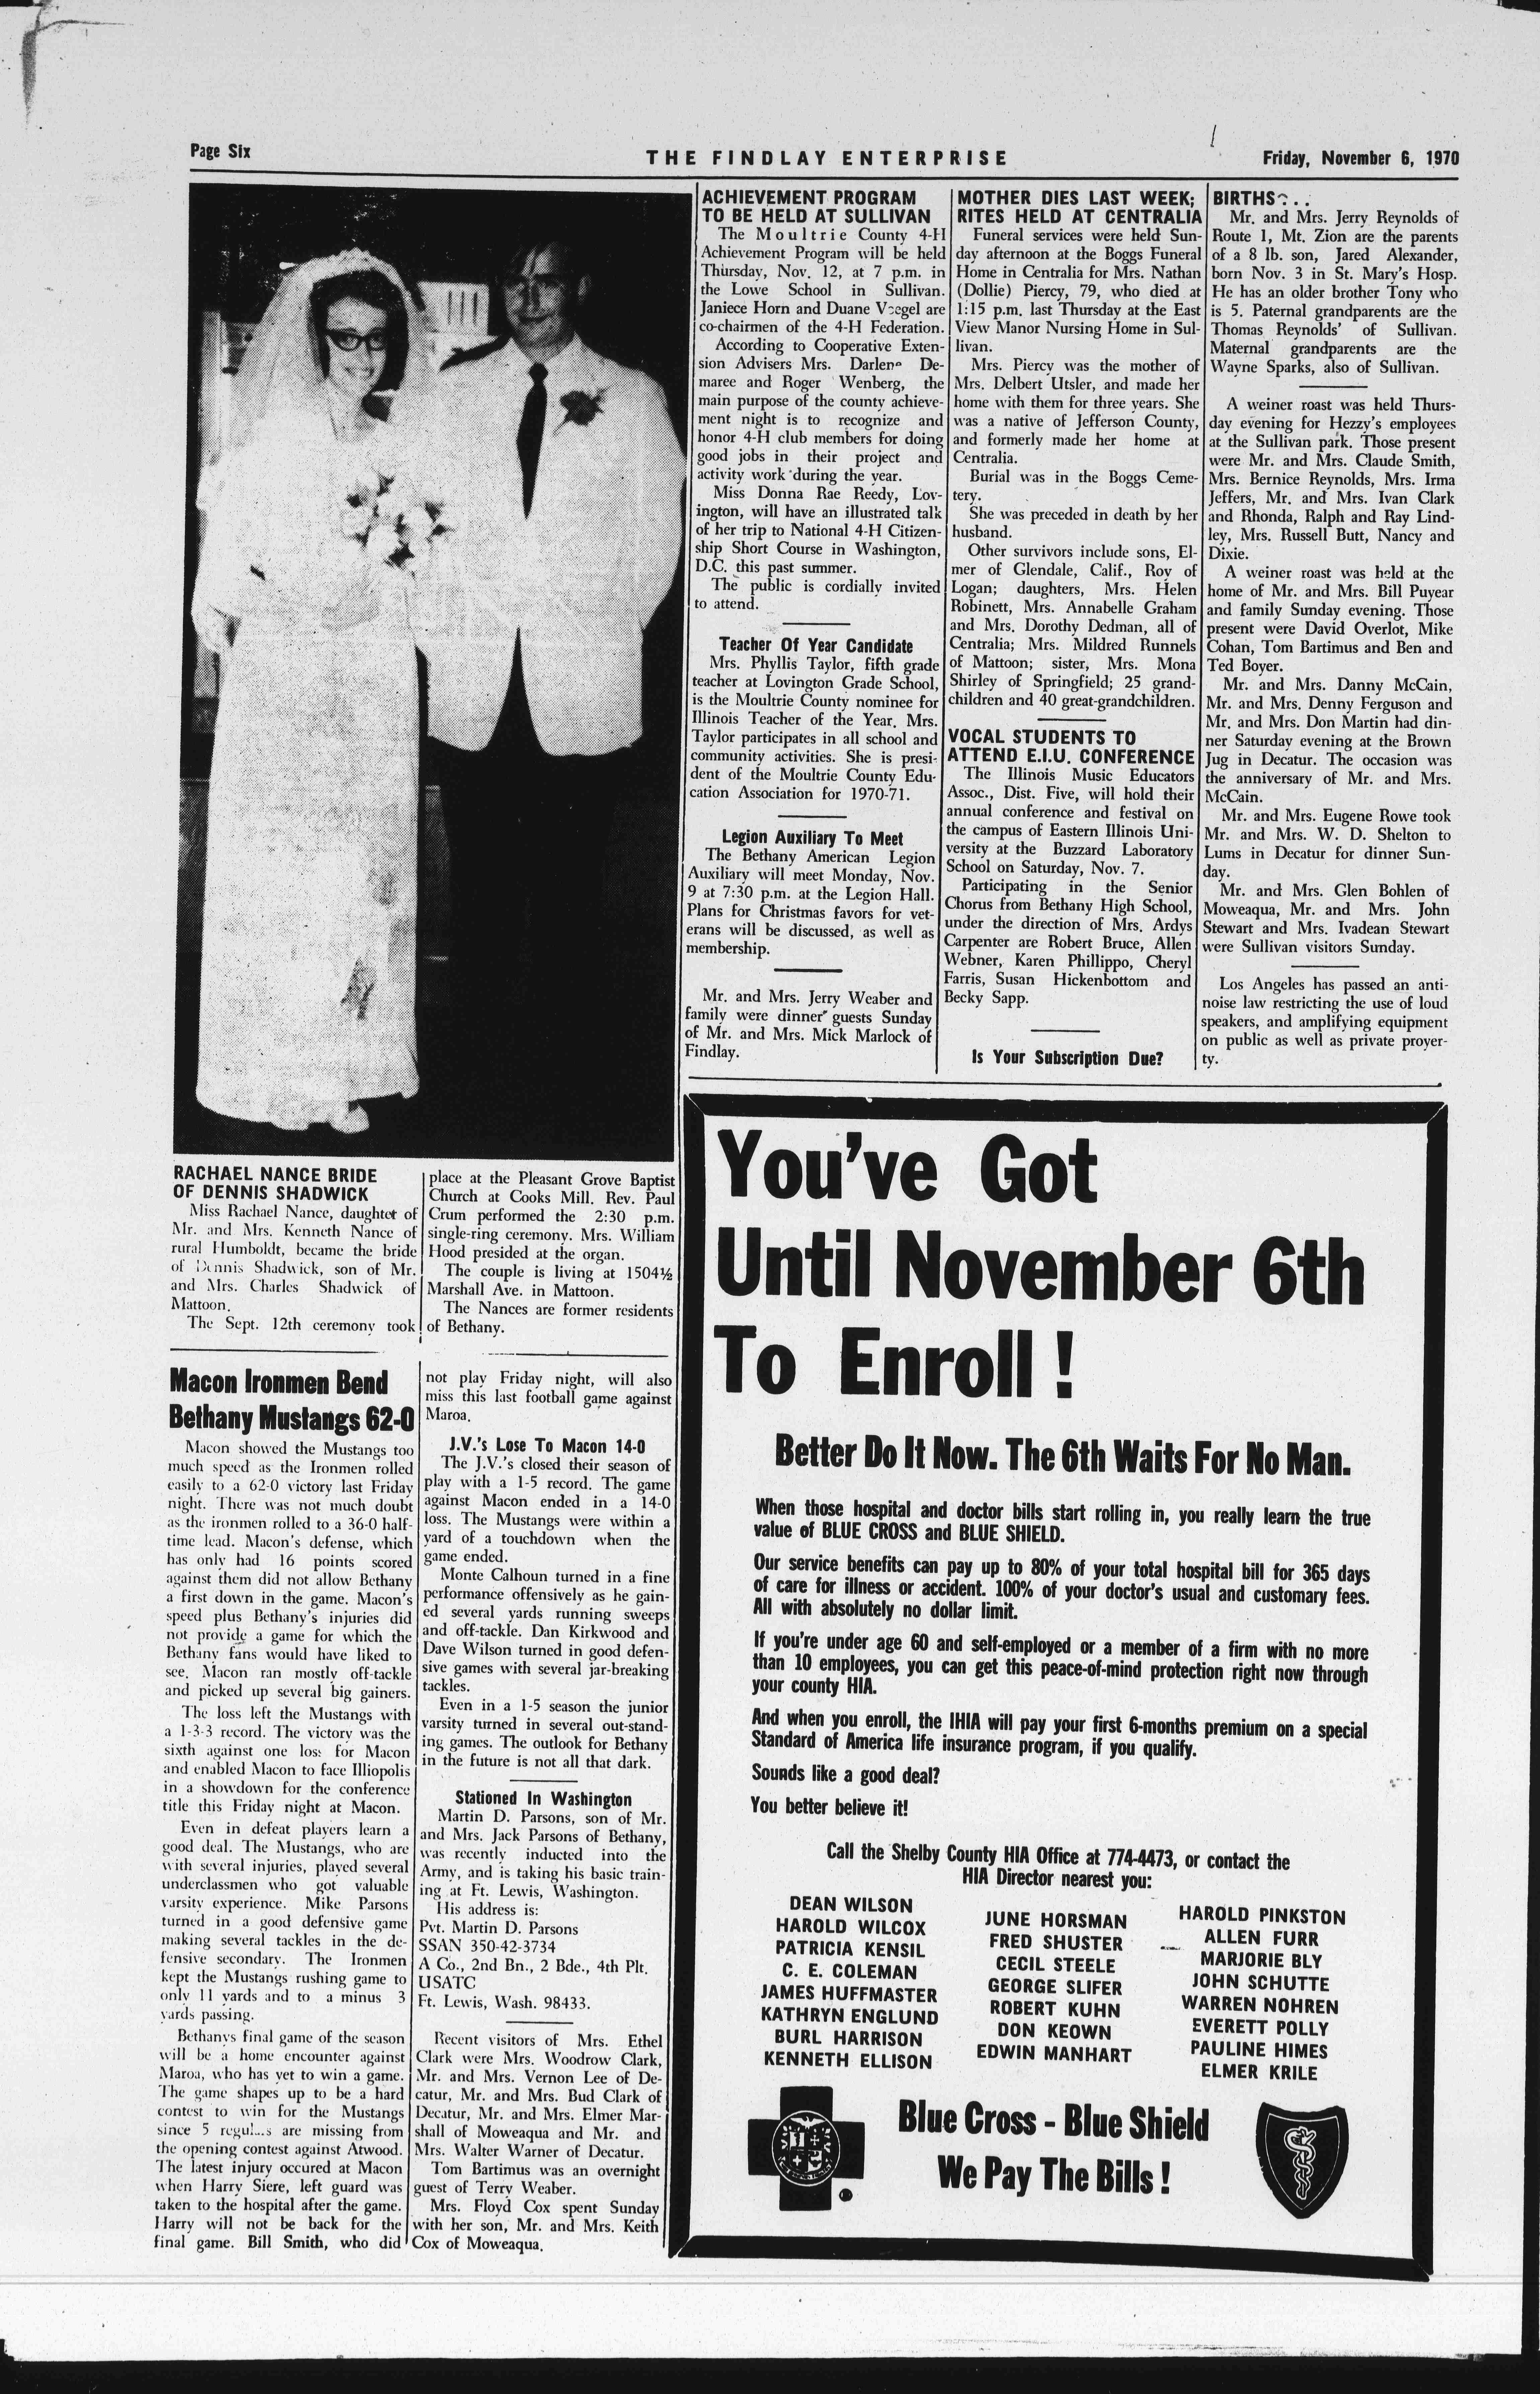 Page Six
THE FINDLAY ENTERPRISE
Friday, November 6, 1970
RACHAEL NANCE BRIDE
OF DENNIS SHADWICK
Miss Rachael Nance, daughter of
Mr. and Mrs. Kenneth Nance of
rural Humboldt, became the bride
of Dennis Shadwick, son of Mr.
and Mrs. Charles Shadwick of
Mattoon.
The Sept. 12th ceremony took
place at the Pleasant Grove Baptist
Church at Cooks Mill. Rev. Paul
Crum performed the 2:30 p.m.
single-ring ceremony. Mrs. William
Hood presided at the organ.
The couple is living at 1504½
Marshall Ave. in Mattoon.
The Nances are former residents
of Bethany.
Macon Ironmen Bend
Bethany Mustangs 62-0
Macon showed the Mustangs too
much speed as the Ironmen rolled
easily to a 62-0 victory last Friday
night. There was not much doubt
as the ironmen rolled to a 36-0 half-
time lead. Macon's defense, which
has only had 16 points scored
against them did not allow Bethany
a first down in the game. Macon's
speed plus Bethany's injuries did
not provide a game for which the
Bethany fans would have liked to
see. Macon ran mostly off-tackle
and picked up several big gainers.
The loss left the Mustangs with
a 1-3-3 record. The victory was the
sixth against one loss for Macon
and enabled Macon to face Illiopolis
in a showdown for the conference
title this Friday night at Macon.
Even in defeat players learn a
good deal. The Mustangs, who are
with several injuries, played several
underclassmen who got valuable
varsity experience. Mike Parsons
turned in a good defensive game
making several tackles in the de-
fensive secondary. The Ironmen
kept the Mustangs rushing game to
only 11 yards and to a minus 3
yards passing.
Bethanys final game of the season
will be a home encounter against
Maroa, who has yet to win a game.
The game shapes up to be a hard
contest to win for the Mustangs
since 5 are missing from
the opening contest against Atwood.
The latest injury occured at Macon
when Harry Siere, left guard was
taken to the hospital after the game.
Harry will not be back for the
final game. Bill Smith, who did
not play Friday night, will also
miss this last football game against
Maroa.
J.V.'s Lose To Macon 14-0
The J.V.'s closed their season of
play with a 1-5 record. The game
against Macon ended in a 14-0
loss. The Mustangs were within a
yard of a touchdown when the
game ended.
Monte Calhoun turned in a fine
performance offensively as he gain-
ed several yards running sweeps
and off-tackle. Dan Kirkwood and
Dave Wilson turned in good defen-
sive games with several jar-breaking
tackles.
Even in a 1-5 season the junior
varsity turned in several out-stand-
ing games. The outlook for Bethany
in the future is not all that dark.
Stationed In Washington
Martin D. Parsons, son of Mr.
and Mrs. Jack Parsons of Bethany,
was recently inducted into the
Army, and is taking his basic train-
ing at Ft. Lewis, Washington.
His address is:
Pvt. Martin D. Parsons
SSAN 350-42-3734
A Co., 2nd Bn., 2 Bde., 4th Plt.
USATC
Ft. Lewis, Wash. 98433.
Recent visitors of Mrs. Ethel
Clark were Mrs. Woodrow Clark,
Mr. and Mrs. Vernon Lee of De-
catur, Mr. and Mrs. Bud Clark of
Decatur, Mr. and Mrs. Elmer Mar-
shall of Moweaqua and Mr. and
Mrs. Walter Warner of Decatur.
Tom Bartimus was an overnight
guest of Terry Weaber.
Mrs. Floyd Cox spent Sunday
with her son, Mr. and Mrs. Keith
Cox of Moweaqua.
ACHIEVEMENT PROGRAM
TO BE HELD AT SULLIVAN
The Moultrie County 4-H
Achievement Program will be held
Thursday, Nov. 12, at 7 p.m. in
the Lowe School in Sullivan.
Janiece Horn and Duane are
co-chairmen of the 4-H Federation.
According to Cooperative Exten-
sion Advisers Mrs. Darlene De-
maree and Roger Wenberg, the
main purpose of the county achieve-
ment night is to recognize and
honor 4-H club members for doing
good jobs in their project and
activity work during the year.
Miss Donna Rae Reedy, Lov-
ington, will have an illustrated talk
of her trip to National 4-H Citizen-
ship Short Course in Washington,
D.C. this past summer.
The public is cordially invited
to attend.
Teacher Of Year Candidate
Mrs. Phyllis Taylor, fifth grade
teacher at Lovington Grade School,
is the Moultrie County nominee for
Illinois Teacher of the Year. Mrs.
Taylor participates in all school and
community activities. She is presi-
dent of the Moultrie County Edu-
cation Association for 1970-71.
Legion Auxiliary To Meet
The Bethany American Legion
Auxiliary will meet Monday, Nov.
9 at 7:30 p.m. at the Legion Hall.
Plans for Christmas favors for vet-
erans will be discussed, as well as
membership.
Mr. and Mrs. Jerry Weaber and
family were dinner guests Sunday
of Mr. and Mrs. Mick Marlock of
Findlay.
MOTHER DIES LAST WEEK;
RITES HELD AT CENTRALIA
Funeral services were held Sun-
day afternoon at the Boggs Funeral
Home in Centralia for Mrs. Nathan
(Dollie) Piercy, 79, who died at
1:15 p.m. last Thursday at the East
View Manor Nursing Home in Sul-
livan.
Mrs. Piercy was the mother of
Mrs. Delbert Utsler, and made her
home with them for three years. She
was a native of Jefferson County,
and formerly made her home at
Centralia.
Burial was in the Boggs Ceme-
tery.
She was preceded in death by her
husband.
Other survivors include sons, El-
mer of Glendale, Calif., Roy of
Logan; daughters, Mrs. Helen
Robinett, Mrs. Annabelle Graham
and Mrs. Dorothy Dedman, all of
Centralia; Mrs. Mildred Runnels
of Mattoon; sister, Mrs. Mona
Shirley of Springfield; 25 grand-
children and 40 great-grandchildren.
VOCAL STUDENTS TO
ATTEND E.I.U. CONFERENCE
The Illinois Music Educators
Assoc., Dist. Five, will hold their
annual conference and festival on
the campus of Eastern Illinois Uni-
versity at the Buzzard Laboratory
School on Saturday, Nov. 7.
Participating in the Senior
Chorus from Bethany High School,
under the direction of Mrs. Ardys
Carpenter are Robert Bruce, Allen
Webner, Karen Phillippo, Cheryl
Farris, Susan Hickenbottom and
Becky Sapp.
Is Your Subscription Due?
BIRTHS . . .
Mr. and Mrs. Jerry Reynolds of
Route 1, Mt. Zion are the parents
of a 8 lb. son, Jared Alexander,
born Nov. 3 in St. Mary's Hosp.
He has an older brother Tony who
is 5. Paternal grandparents are the
Thomas Reynolds' of Sullivan.
Maternal grandparents are the
Wayne Sparks, also of Sullivan.
A weiner roast was held Thurs-
day evening for Hezzy's employees
at the Sullivan park. Those present
were Mr. and Mrs. Claude Smith,
Mrs. Bernice Reynolds, Mrs. Irma
Jeffers, Mr. and Mrs. Ivan Clark
and Rhonda, Ralph and Ray Lind-
ley, Mrs. Russell Butt, Nancy and
Dixie.
A weiner roast was held at the
home of Mr. and Mrs. Bill Puyear
and family Sunday evening. Those
present were David Overlot, Mike
Cohan, Tom Bartimus and Ben and
Ted Boyer.
Mr. and Mrs. Danny McCain,
Mr. and Mrs. Denny Ferguson and
Mr. and Mrs. Don Martin had din-
ner Saturday evening at the Brown
Jug in Decatur. The occasion was
the anniversary of Mr. and Mrs.
McCain.
Mr. and Mrs. Eugene Rowe took
Mr. and Mrs. W. D. Shelton to
Lums in Decatur for dinner Sun-
day.
Mr. and Mrs. Glen Bohlen of
Moweaqua, Mr. and Mrs. John
Stewart and Mrs. Ivadean Stewart
were Sullivan visitors Sunday.
Los Angeles has passed an anti-
noise law restricting the use of loud
speakers, and amplifying equipment
on public as well as private proyer-
ty.
You've Got
Until November 6th
To Enroll!
Better Do It Now. The 6th Waits For No Man.
When those hospital and doctor bills start rolling in, you really learn the true
value of BLUE CROSS and BLUE SHIELD.
Our service benefits can pay up to 80% of your total hospital bill for 365 days
of care for illness or accident. 100% of your doctor's usual and customary fees.
All with absolutely no dollar limit.
If you're under age 60 and self-employed or a member of a firm with no more
than 10 employees, you can get this peace-of-mind protection right now through
your county HIA.
And when you enroll, the IHIA will pay your first 6-months premium on a special
Standard of America life insurance program, if you qualify.
Sounds like a good deal?
You better believe it!
Call the Shelby County HIA Office at 774-4473, or contact the
HIA Director nearest you:
DEAN WILSON
HAROLD WILCOX
PATRICIA KENSIL
C. E. COLEMAN
JAMES HUFFMASTER
KATHRYN ENGLUND
BURL HARRISON
KENNETH ELLISON
JUNE HORSMAN
FRED SHUSTER
CECIL STEELE
GEORGE SLIFER
ROBERT KUHN
DON KEOWN
EDWIN MANHART
HAROLD PINKSTON
ALLEN FURR
MARJORIE BLY
JOHN SCHUTTE
WARREN NOHREN
EVERETT POLLY
PAULINE HIMES
ELMER KRILE
Blue Cross - Blue Shield
We Pay The Bills!